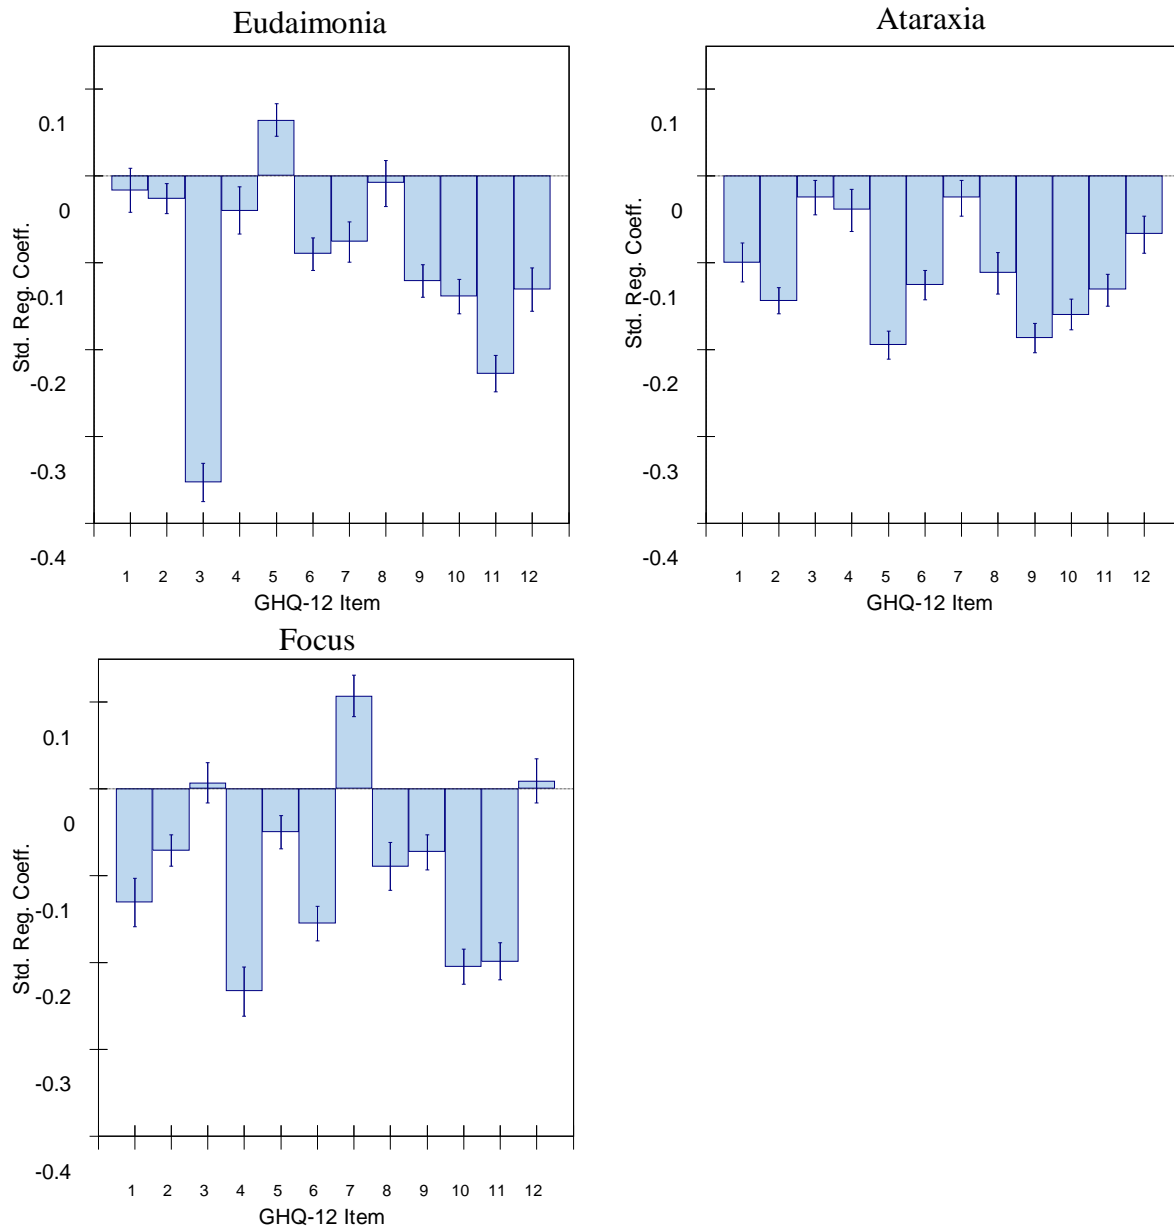 Eudaimonia
Std. Reg. Coeff.
0.1
0
-0.1
-0.2
-0.3
-0.4
1 2 3 4 5 6 7 8 9 10 11 12
GHQ-12 Item
Ataraxia
Std. Reg. Coeff.
0.1
0
-0.1
-0.2
-0.3
-0.4
1 2 3 4 5 6 7 8 9 10 11 12
GHQ-12 Item
Focus
Std. Reg. Coeff.
0.1
0
-0.1
-0.2
-0.3
-0.4
1 2 3 4 5 6 7 8 9 10 11 12
GHQ-12 Item